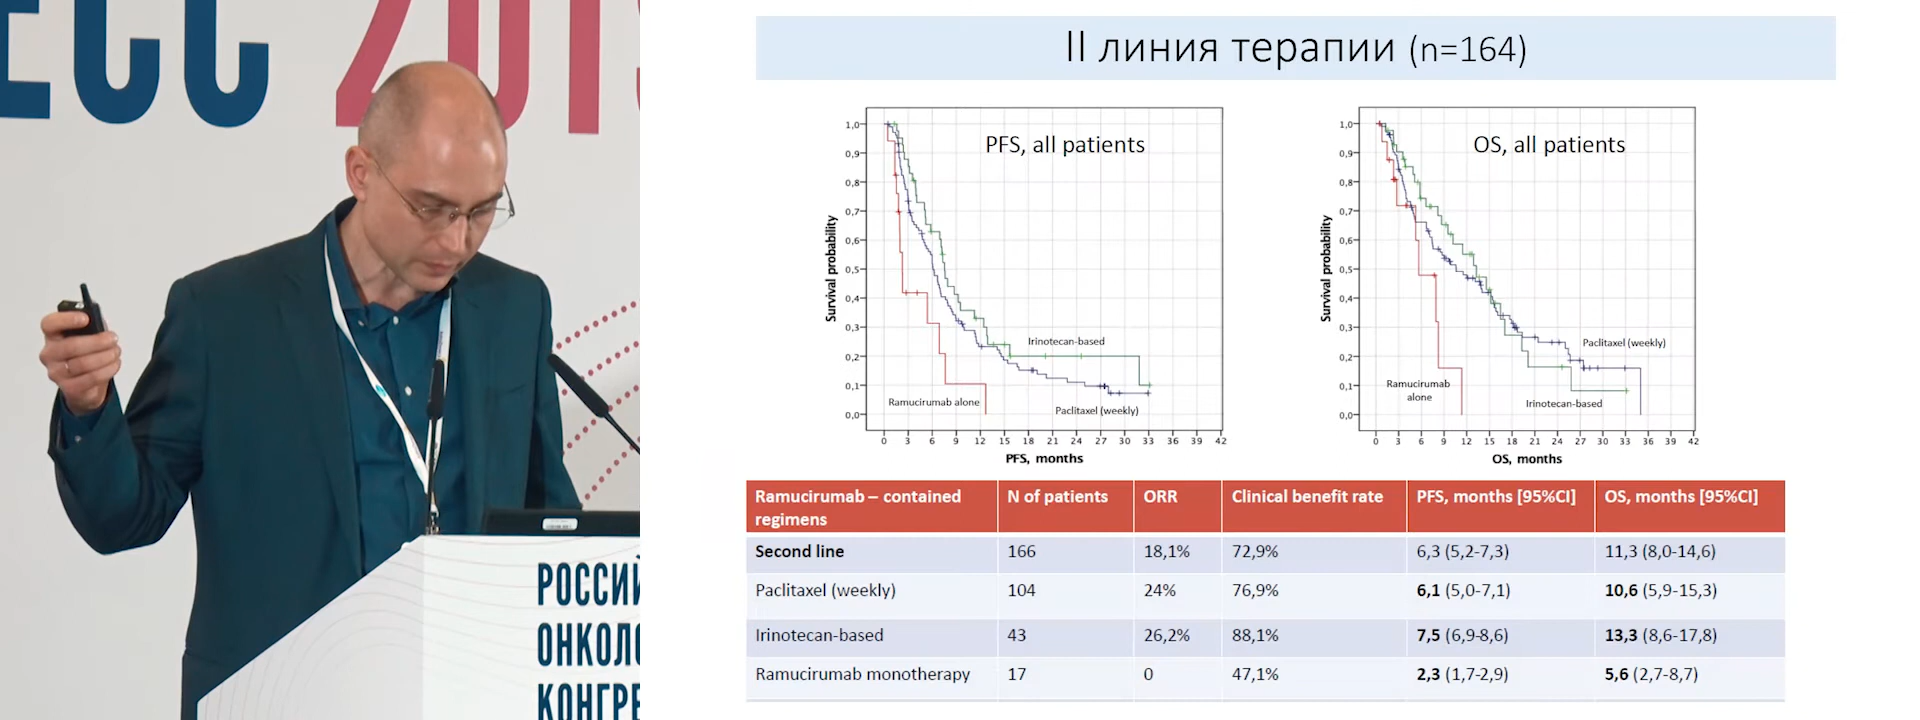 ECC 2019
РОССИЙ
ОНКОЛО
КОНГРЕ
II линия терапии (n=164)
PFS, all patients
Survival probability
1,0
0,9
0,8
0,7
0,6
0,5
0,4
0,3
0,2
0,1
0,0
Irinotecan-based
Ramucirumab alone
Paclitaxel (weekly)
0 3 6 9 12 15 18 21 24 27 30 33 36 39 42
PFS, months
OS, all patients
Survival probability
1,0
0,9
0,8
0,7
0,6
0,5
0,4
0,3
0,2
0,1
0,0
Paclitaxel (weekly)
Ramucirumab
alone
Irinotecan-based
0 3 6 9 12 15 18 21 24 27 30 33 36 39 42
OS, months
Ramucirumab – contained
regimens
N of patients
ORR
Clinical benefit rate
PFS, months [95%CI]
OS, months [95%CI]
Second line 166 18,1% 72,9% 6,3 (5,2-7,3) 11,3 (8,0-14,6)
Paclitaxel (weekly) 104 24% 76,9% 6,1 (5,0-7,1) 10,6 (5,9-15,3)
Irinotecan-based 43 26,2% 88,1% 7,5 (6,9-8,6) 13,3 (8,6-17,8)
Ramucirumab monotherapy 17 0 47,1% 2,3 (1,7-2,9) 5,6 (2,7-8,7)